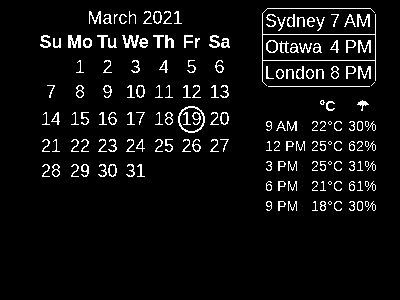 March 2021
Su Mo Tu We Th Fr Sa
1 2 3 4 5 6
7 8 9 10 11 12 13
14 15 16 17 18 19 20
21 22 23 24 25 26 27
28 29 30 31
Sydney 7 AM
Ottawa 4 PM
London 8 PM
°C
9 AM 22°C 30%
12 PM 25°C 62%
3 PM 25°C 31%
6 PM 21°C 61%
9 PM 18°C 30%